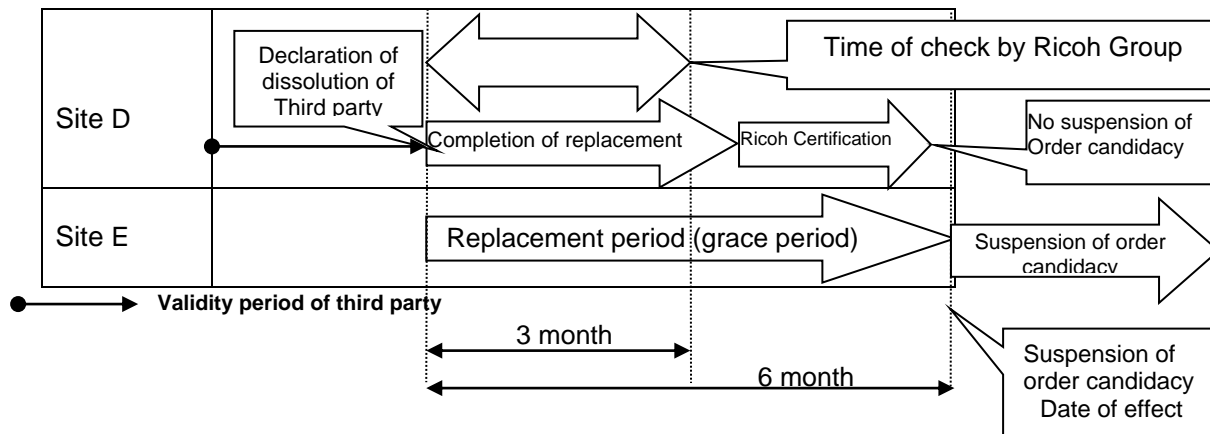 Declaration of
dissolution of
Third party
Time of check by Ricoh Group
Site D
Completion of replacement
Ricoh Certification
No suspension of
Order candidacy
Site E
Replacement period (grace period)
Suspension of order
candidacy
Validity period of third party
3 month
6 month
Suspension of
order candidacy
Date of effect